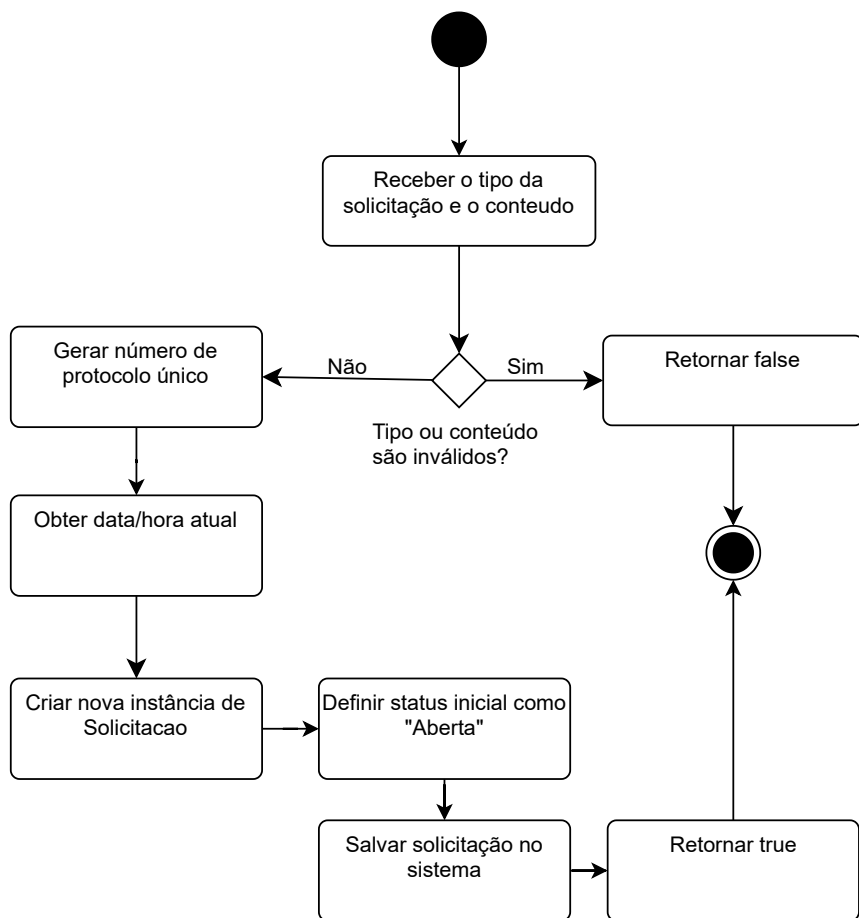 Receber o tipo da
solicitação e o conteudo
Gerar número de
protocolo único
Não
Sim
Retornar false
Tipo ou conteúdo
são inválidos?
Obter data/hora atual
Criar nova instância de
Solicitacao
Definir status inicial como
"Aberta"
Salvar solicitação no
sistema
Retornar true